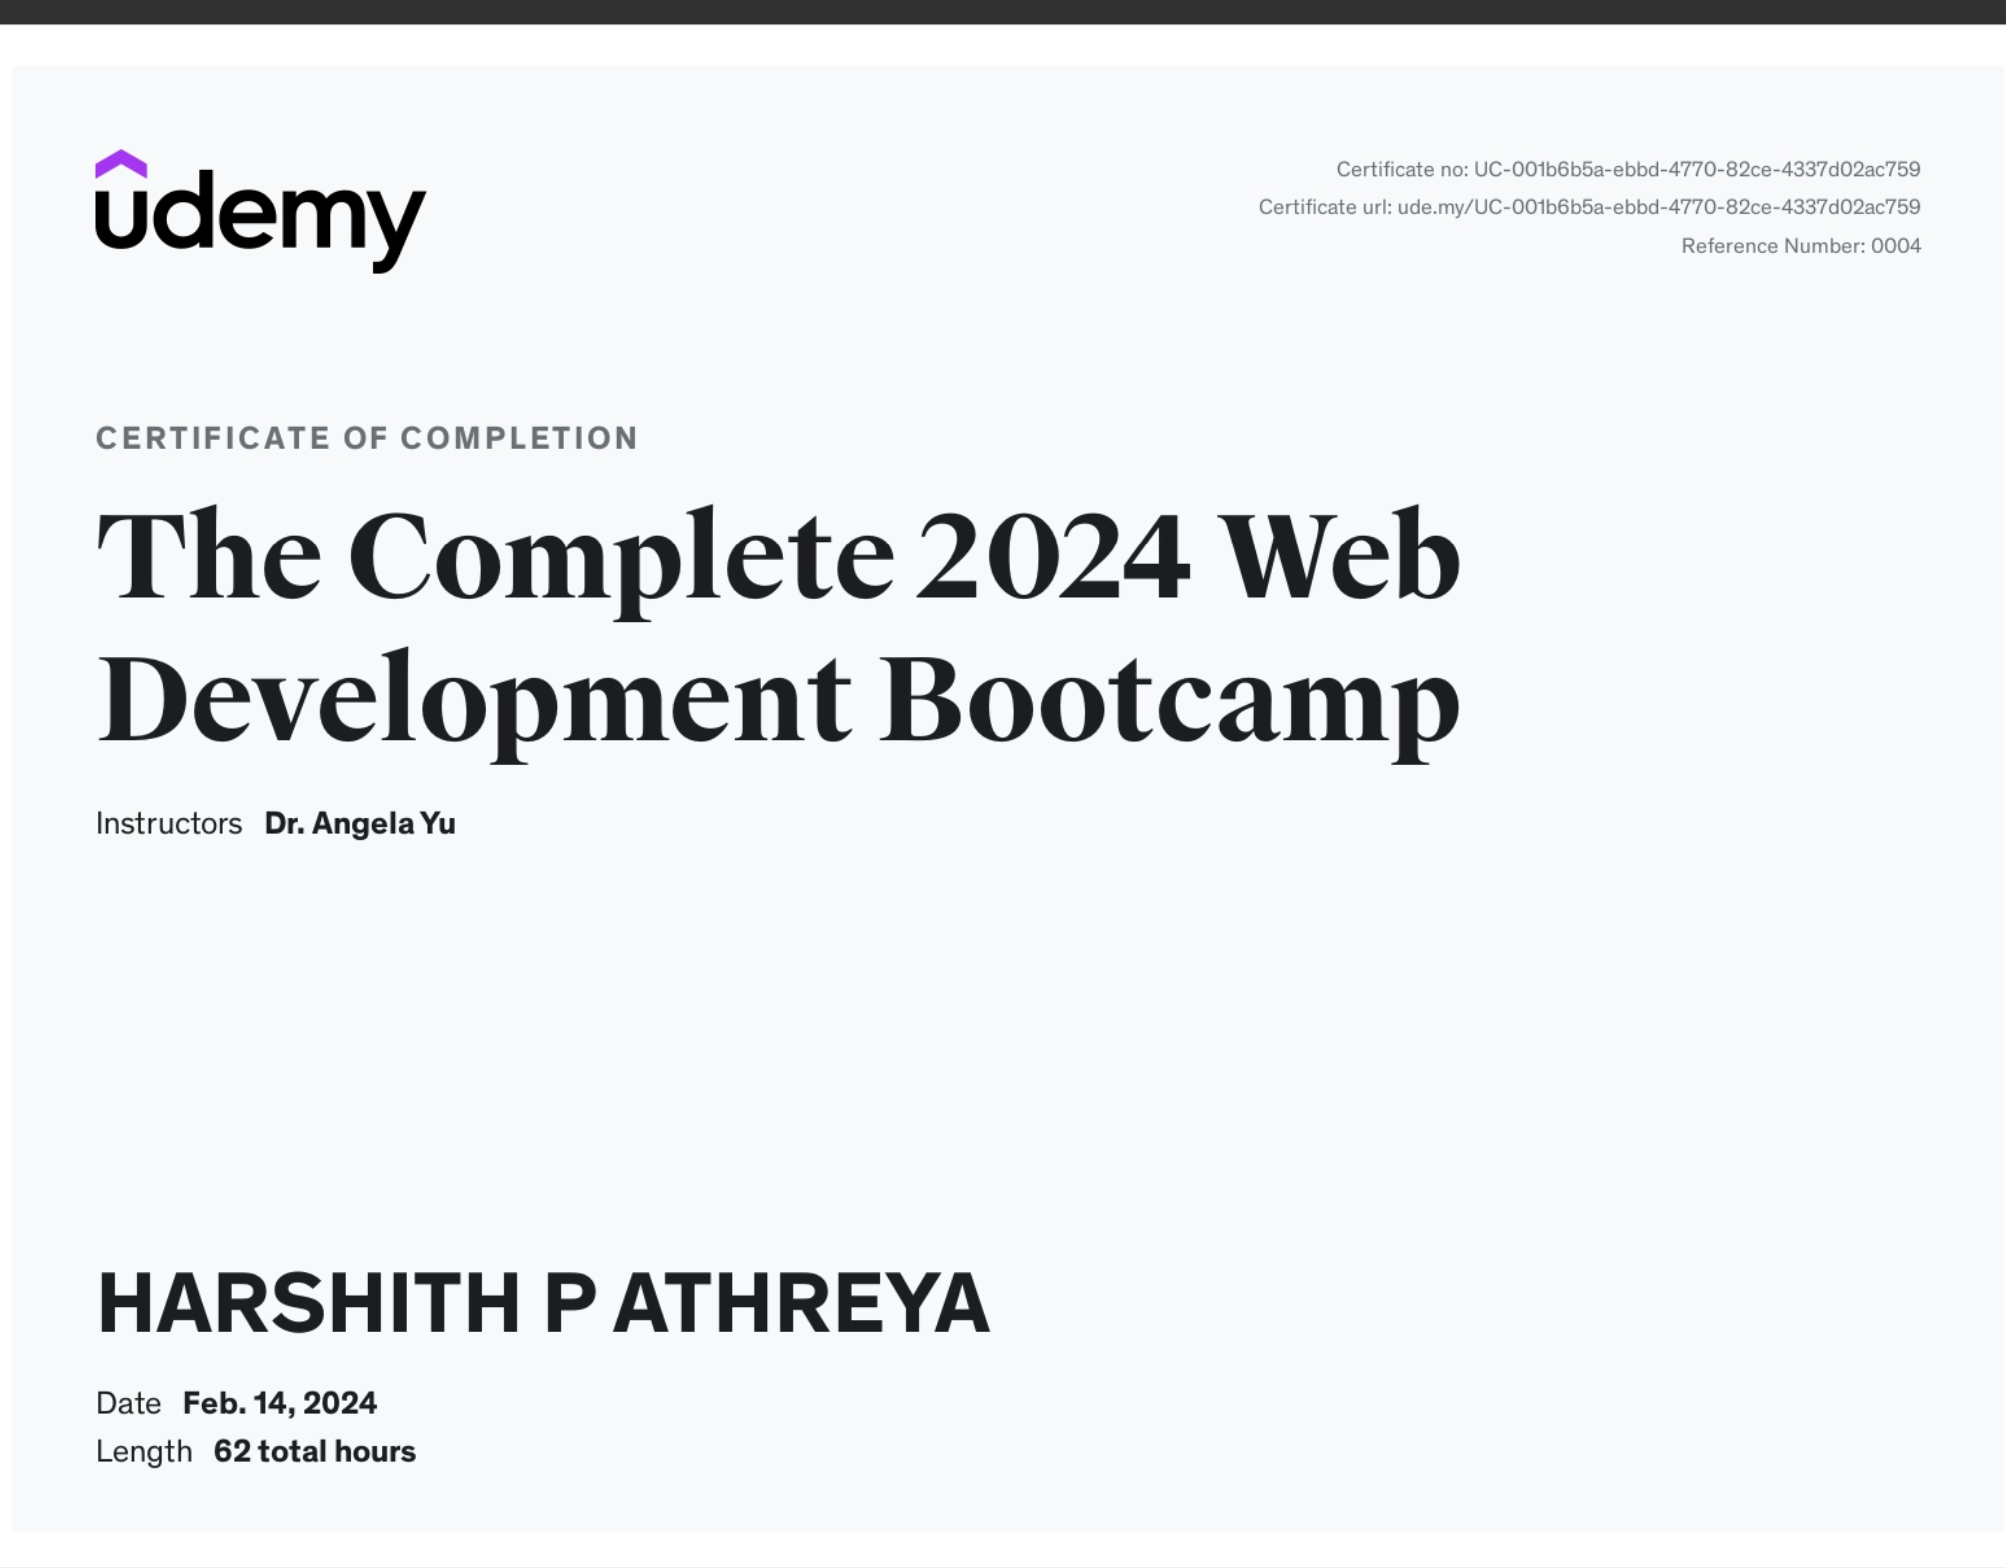 udemy
Certificate no: UC-001b6b5a-ebbd-4770-82ce-4337d02ac759
Certificate url: ude.my/UC-001b6b5a-ebbd-4770-82ce-4337d02ac759
Reference Number: 0004
CERTIFICATE OF COMPLETION
The Complete 2024 Web
Development Bootcamp
Instructors Dr. Angela Yu
HARSHITH P ATHREYA
Date Feb. 14, 2024
Length 62 total hours